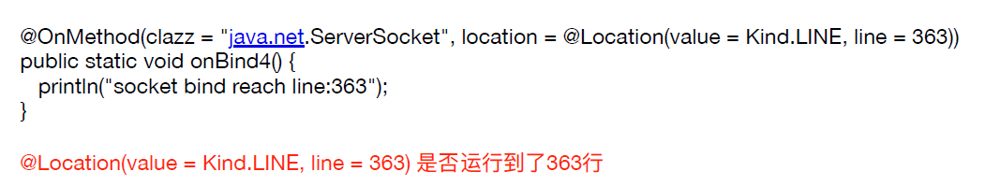 @OnMethod(clazz = "java.net.ServerSocket", location = @Location(value = Kind.LINE, line = 363))
public static void onBind4() {
println("socket bind reach line:363");
}
@Location(value = Kind.LINE, line = 363) 是否运行到了363行